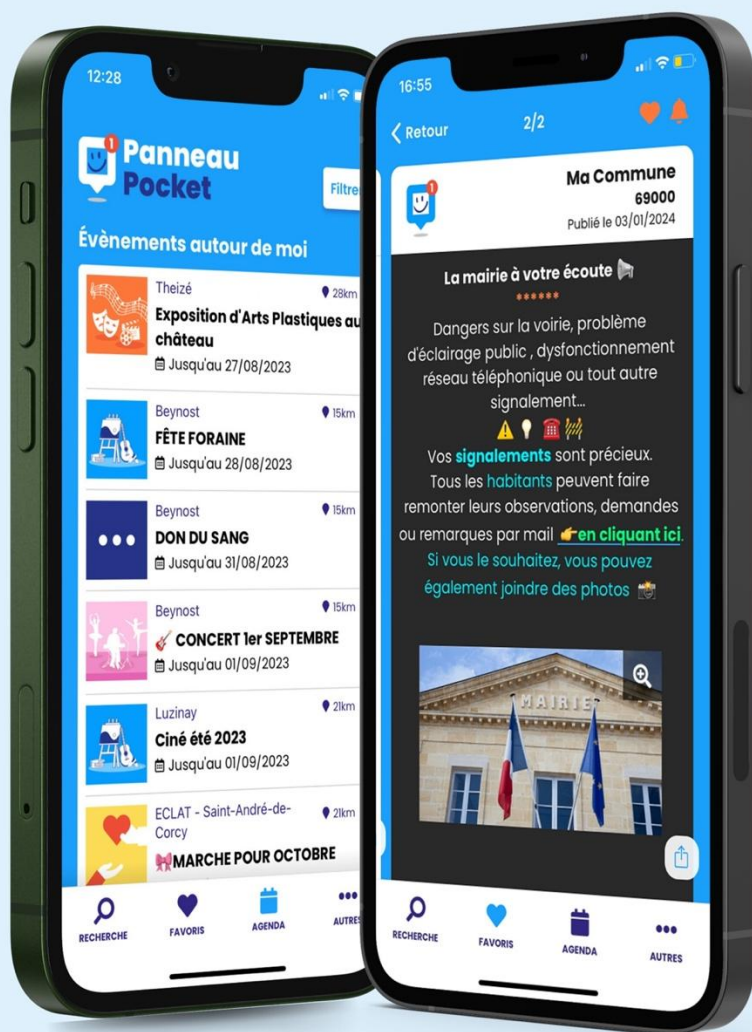 12:28
1
Panneau
Pocket
Évènements autour de moi
Theizé
28km
Exposition d'Arts Plastiques au
château
Jusqu'au 27/08/2023
Beynost
15km
FÊTE FORAINE
Jusqu'au 28/08/2023
Beynost
15km
DON DU SANG
Jusqu'au 31/08/2023
Beynost
15km
CONCERT 1er SEPTEMBRE
Jusqu'au 01/09/2023
Luzinay
21km
Ciné été 2023
Jusqu'au 01/09/2023
ECLAT - Saint-André-de-
Corcy
21km
MARCHE POUR OCTOBRE
RECHERCHE
FAVORIS
AGENDA
16:55
Retour
2/2
1
Ma Commune
69000
Publié le 03/01/2024
La mairie à votre écoute 📢
******
Dangers sur la voirie, problème
d'éclairage public , dysfonctionnement
réseau téléphonique ou tout autre
signalement...
⚠️ 💡 ☎️ 🚧
Vos signalements sont précieux.
Tous les habitants peuvent faire
remonter leurs observations, demandes
ou remarques par mail 👉en cliquant ici.
Si vous le souhaitez, vous pouvez
également joindre des photos 📸
MAIRIE
RECHERCHE
FAVORIS
AGENDA
AUTRES